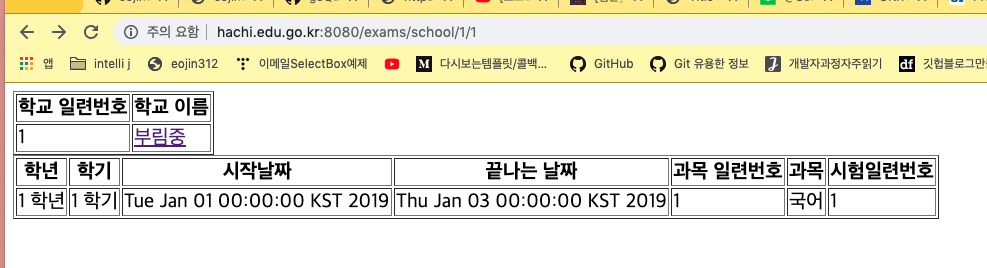 주의 요함 hachi.edu.go.kr:8080/exams/school/1/1
앱 intelli j eojin312 이메일SelectBox예제 다시보는템플릿/콜백... GitHub Git 유용한 정보 개발자과정자주읽기 깃헙블로그만
학교 일련번호 학교 이름
1 부림중
학년 학기 시작날짜 끝나는 날짜 과목 일련번호 과목 시험일련번호
1 학년 1 학기 Tue Jan 01 00:00:00 KST 2019 Thu Jan 03 00:00:00 KST 2019 1 국어 1